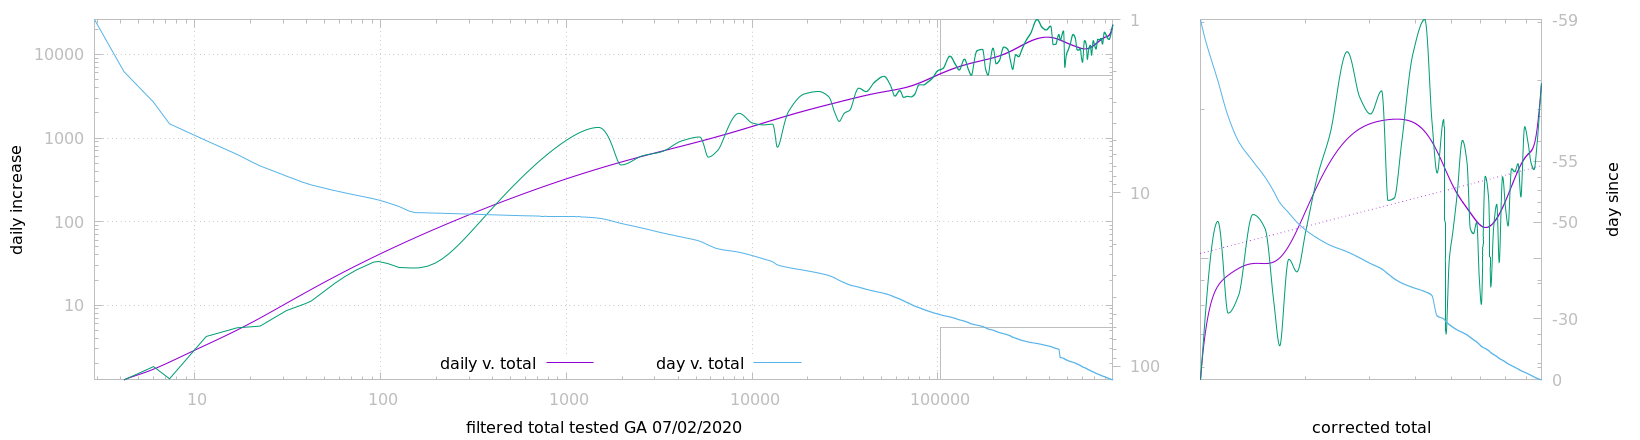 10000
1000
100
10
daily increase
10
100
1000
10000
100000
1
10
100
daily v. total
day v. total
filtered total tested GA 07/02/2020
-59
-55
-50
-30
0
day since
corrected total